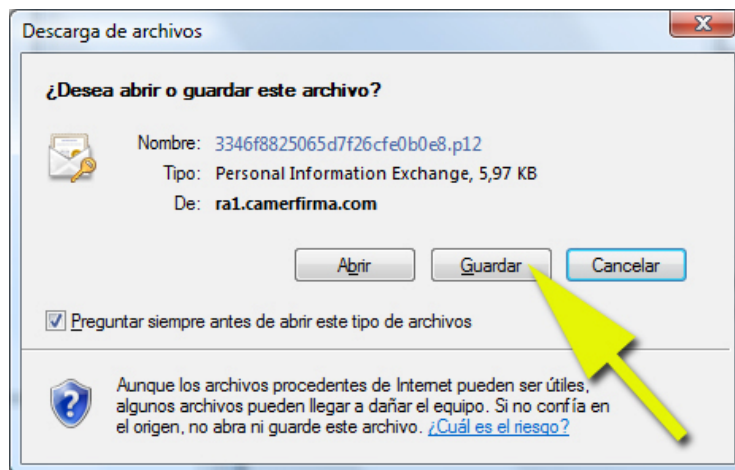 Descarga de archivos
¿Desea abrir o guardar este archivo?
Nombre: 3346f8825065d7f26cfe0b0e8.p12
Tipo: Personal Information Exchange, 5,97 KB
De: ra1.camerfirma.com
Abrir Guardar Cancelar
Preguntar siempre antes de abrir este tipo de archivos
Aunque los archivos procedentes de Internet pueden ser útiles,
algunos archivos pueden llegar a dañar el equipo. Si no confía en
el origen, no abra ni guarde este archivo. ¿Cuál es el riesgo?